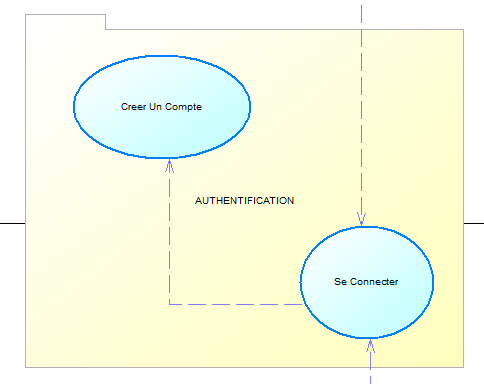 Creer Un Compte
AUTHENTIFICATION
Se Connecter